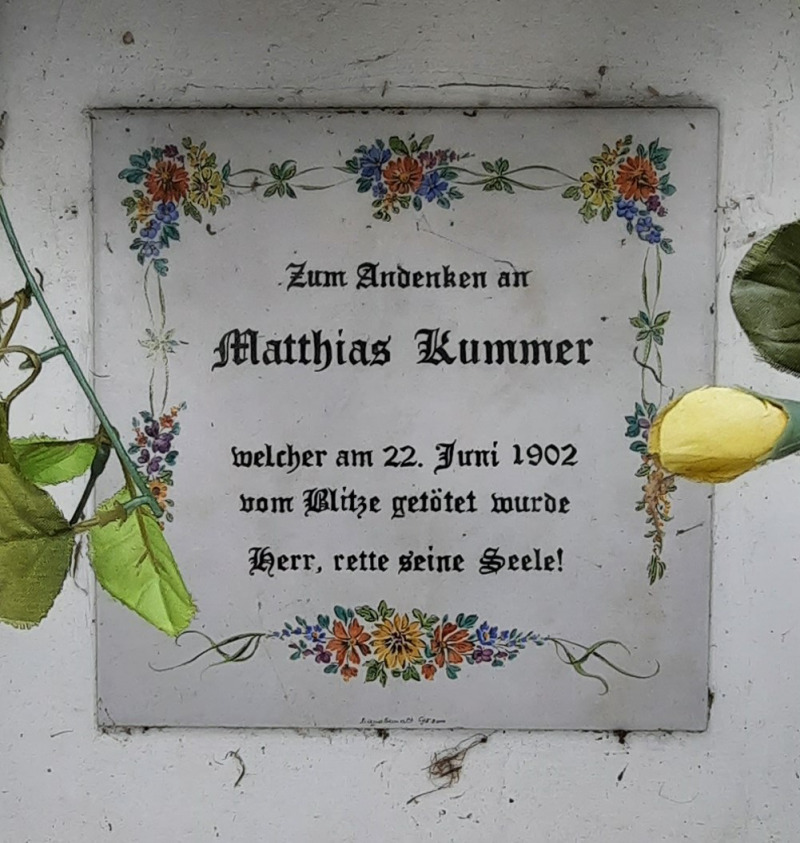 Zum Andenken an
Matthias Kummer
welcher am 22. Juni 1902
vom Blitze getötet wurde
Herr, rette seine Seele!